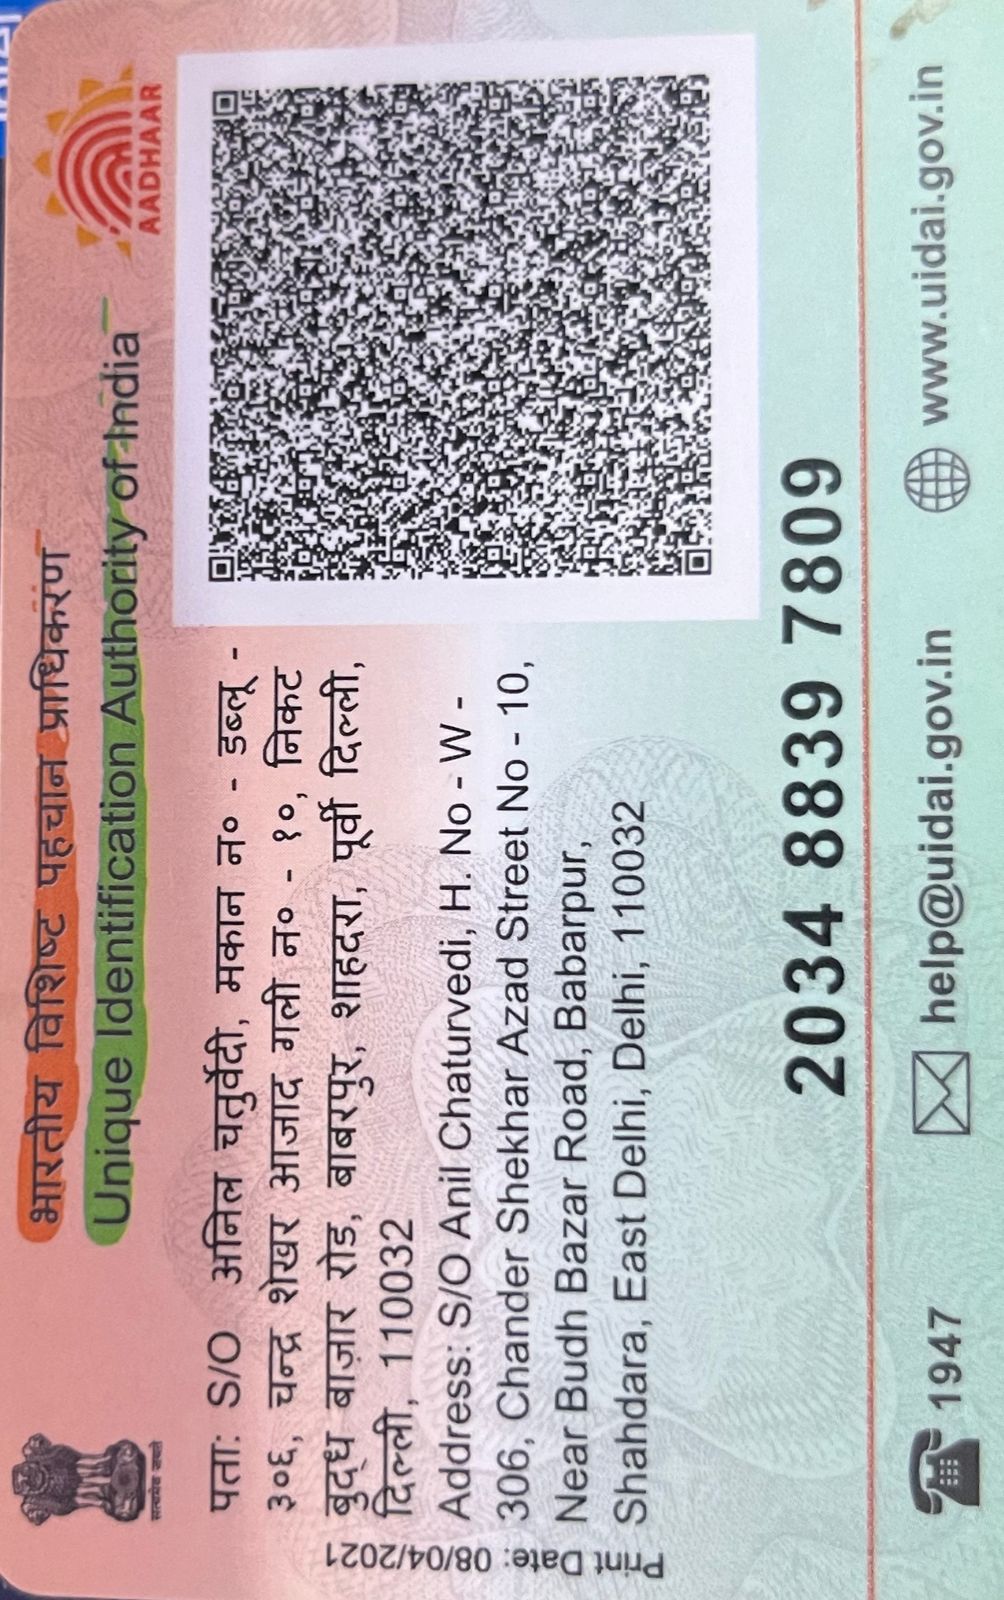 भारतीय विशिष्ट पहचान प्राधिकरण
Unique Identification Authority of India
AADHAAR
सत्यमेव जयते
पता: S/O अनिल चतुर्वेदी, मकान न० - डब्लू -
३०६, चन्द्र शेखर आजाद गली न० - १०, निकट
बुद्ध बाज़ार रोड, बाबरपुर, शाहदरा, पूर्वी दिल्ली,
दिल्ली, 110032
Address: S/O Anil Chaturvedi, H. No - W -
306, Chander Shekhar Azad Street No - 10,
Near Budh Bazar Road, Babarpur,
Shahdara, East Delhi, Delhi, 110032
Print Date: 08/04/2021
2034 8839 7809
1947
help@uidai.gov.in
www.uidai.gov.in